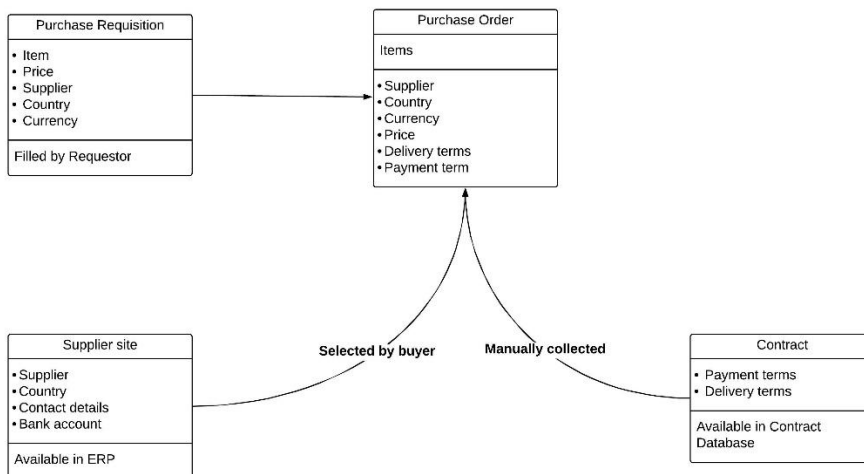 Purchase Requisition
• Item
• Price
• Supplier
• Country
• Currency
Filled by Requestor
Purchase Order
Items
• Supplier
• Country
• Currency
• Price
• Delivery terms
• Payment term
Selected by buyer
Manually collected
Supplier site
• Supplier
• Country
• Contact details
• Bank account
Available in ERP
Contract
• Payment terms
• Delivery terms
Available in Contract
Database